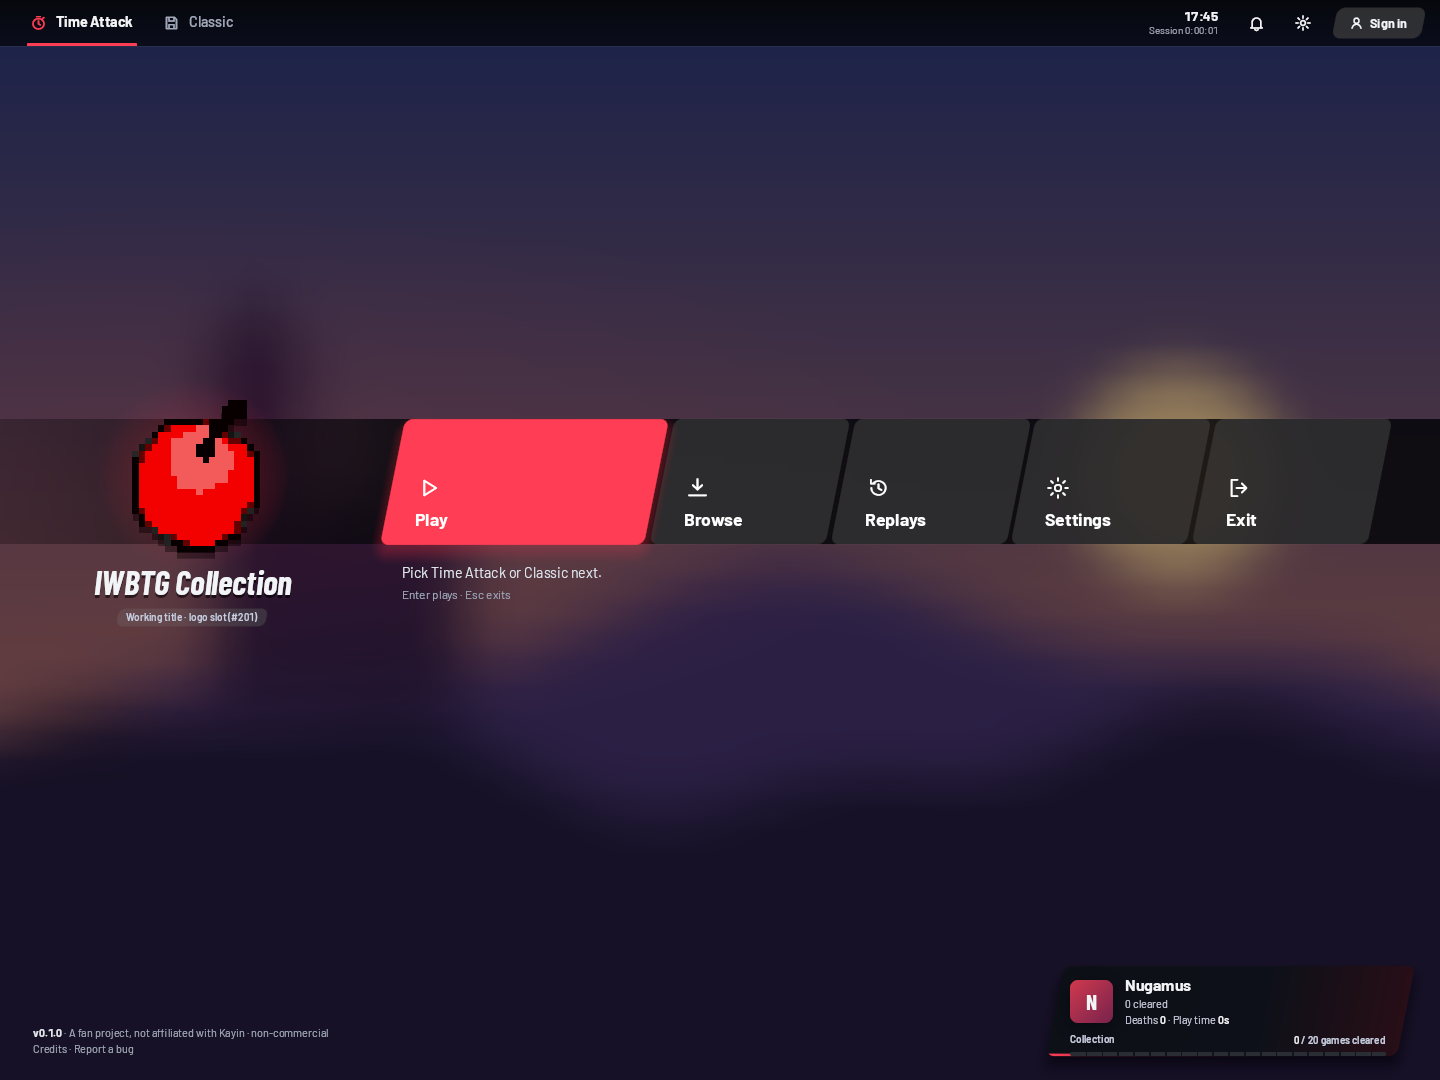 Time Attack
Classic
17:45
Session 0:00:01
Sign in
Play
Browse
Replays
Settings
Exit
Pick Time Attack or Classic next.
Enter plays · Esc exits
IWBTG Collection
Working title · logo slot (#201)
N
Nugamus
0 cleared
Deaths 0 · Play time 0s
Collection
0 / 20 games cleared
v0.1.0 · A fan project, not affiliated with Kayin · non-commercial
Credits · Report a bug